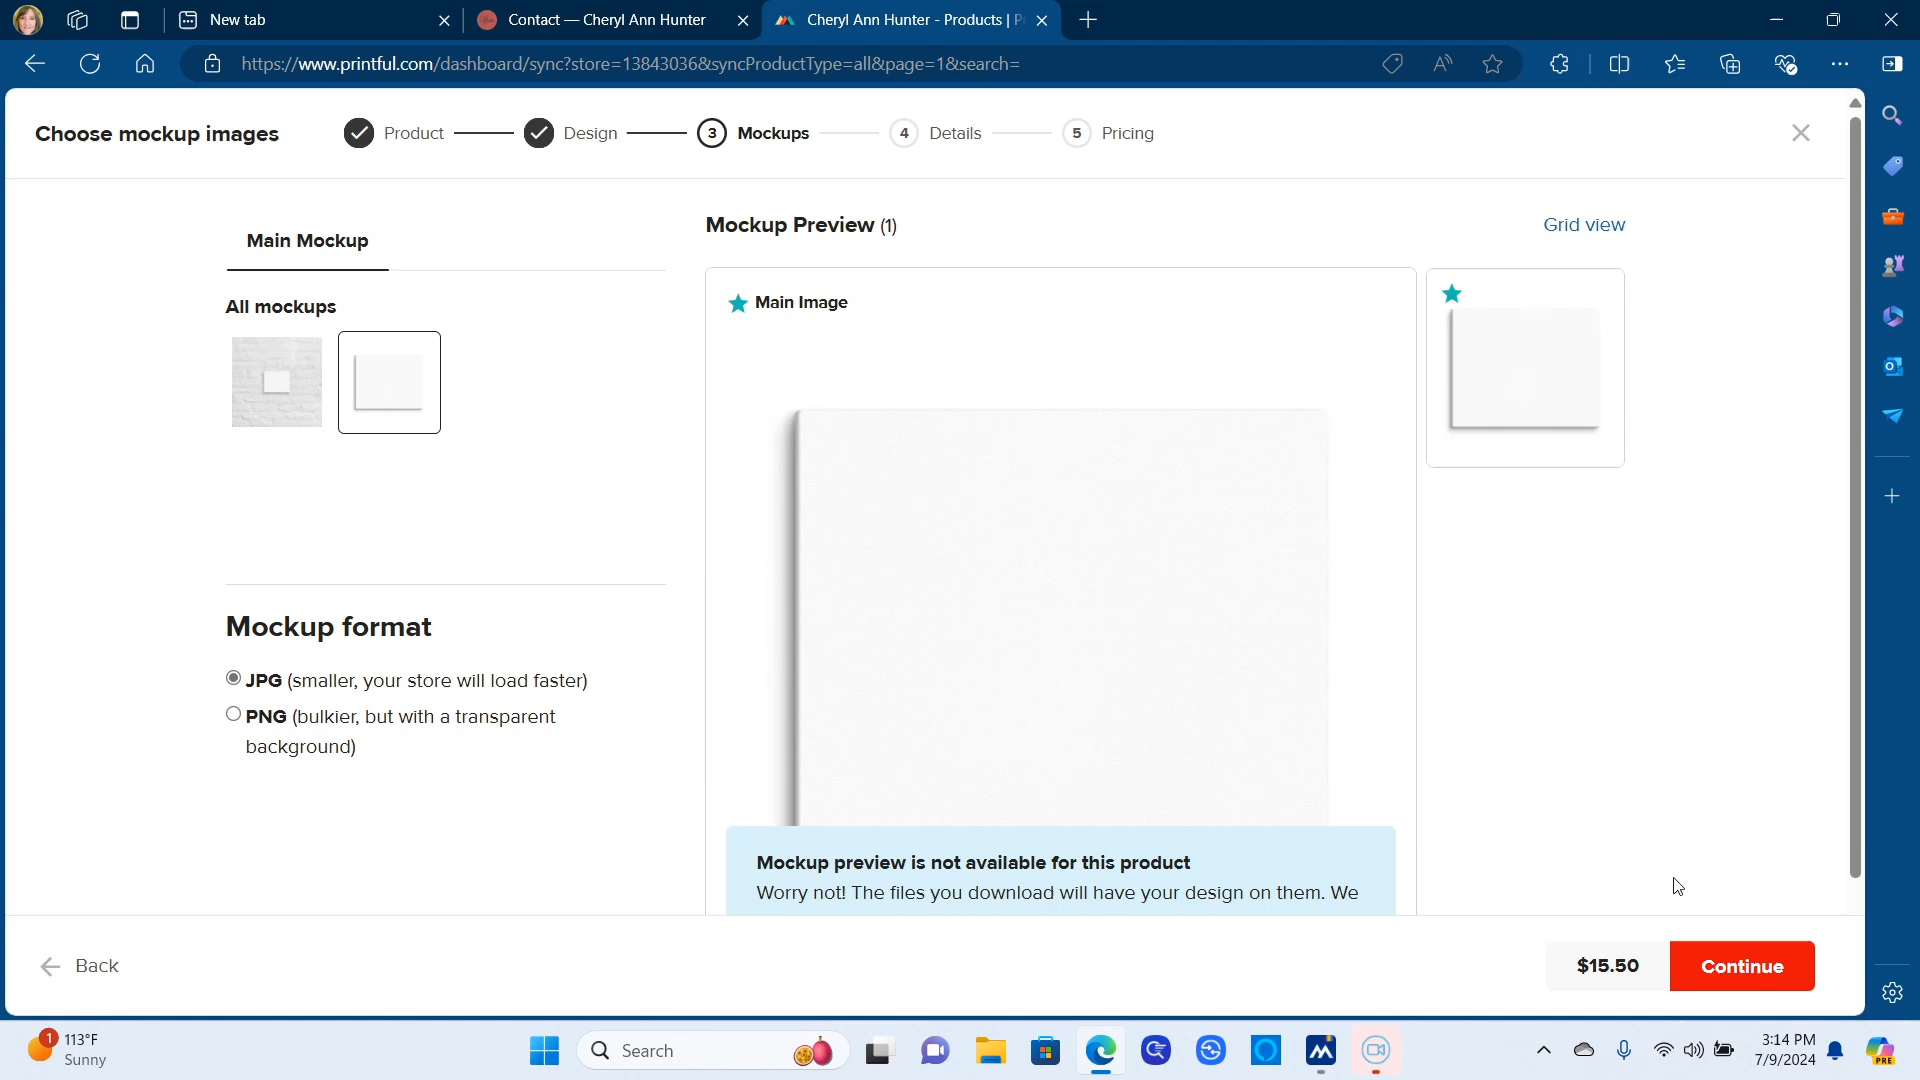 New tab
Contact — Cheryl Ann Hunter
Cheryl Ann Hunter - Products | P
https://www.printful.com/dashboard/sync?store=13843036&syncProductType=all&page=1&search=
Choose mockup images
Product
Design
3 Mockups
4 Details
5 Pricing
Main Mockup
All mockups
Mockup format
JPG (smaller, your store will load faster)
PNG (bulkier, but with a transparent
background)
Mockup Preview (1)
Grid view
Main Image
Mockup preview is not available for this product
Worry not! The files you download will have your design on them. We
Back
$15.50
Continue
1
113°F
Sunny
Search
3:14 PM
7/9/2024
PRE